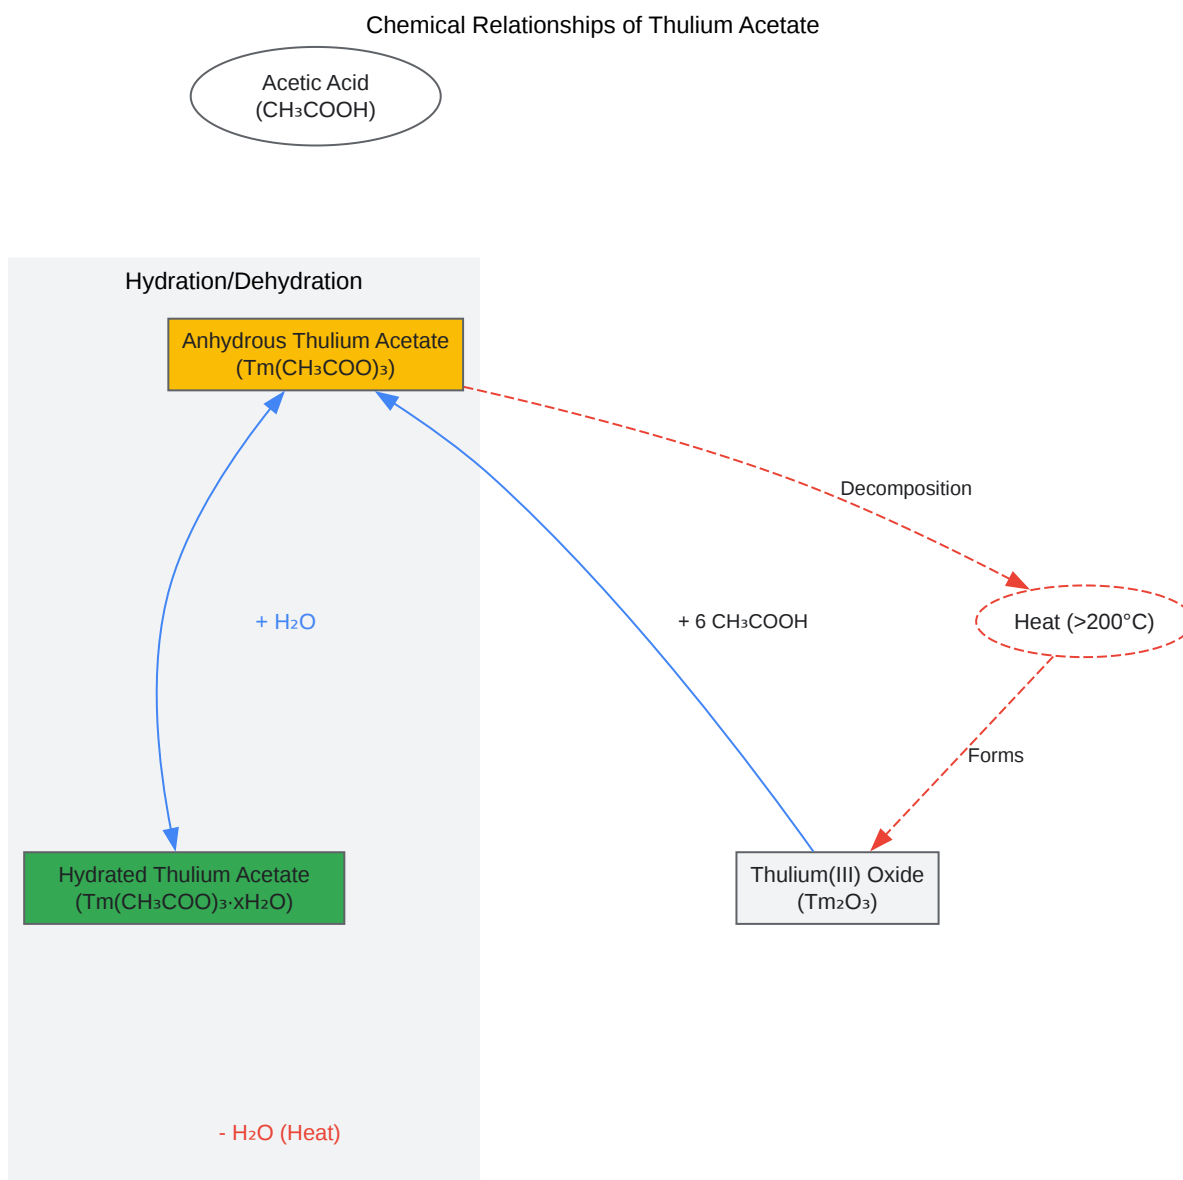 Chemical Relationships of Thulium Acetate
Acetic Acid
(CH₃COOH)
Hydration/Dehydration
Anhydrous Thulium Acetate
(Tm(CH₃COO)₃)
Decomposition
+ H₂O
+ 6 CH₃COOH
Heat (>200°C)
Forms
Hydrated Thulium Acetate
(Tm(CH₃COO)₃·xH₂O)
Thulium(III) Oxide
(Tm₂O₃)
- H₂O (Heat)